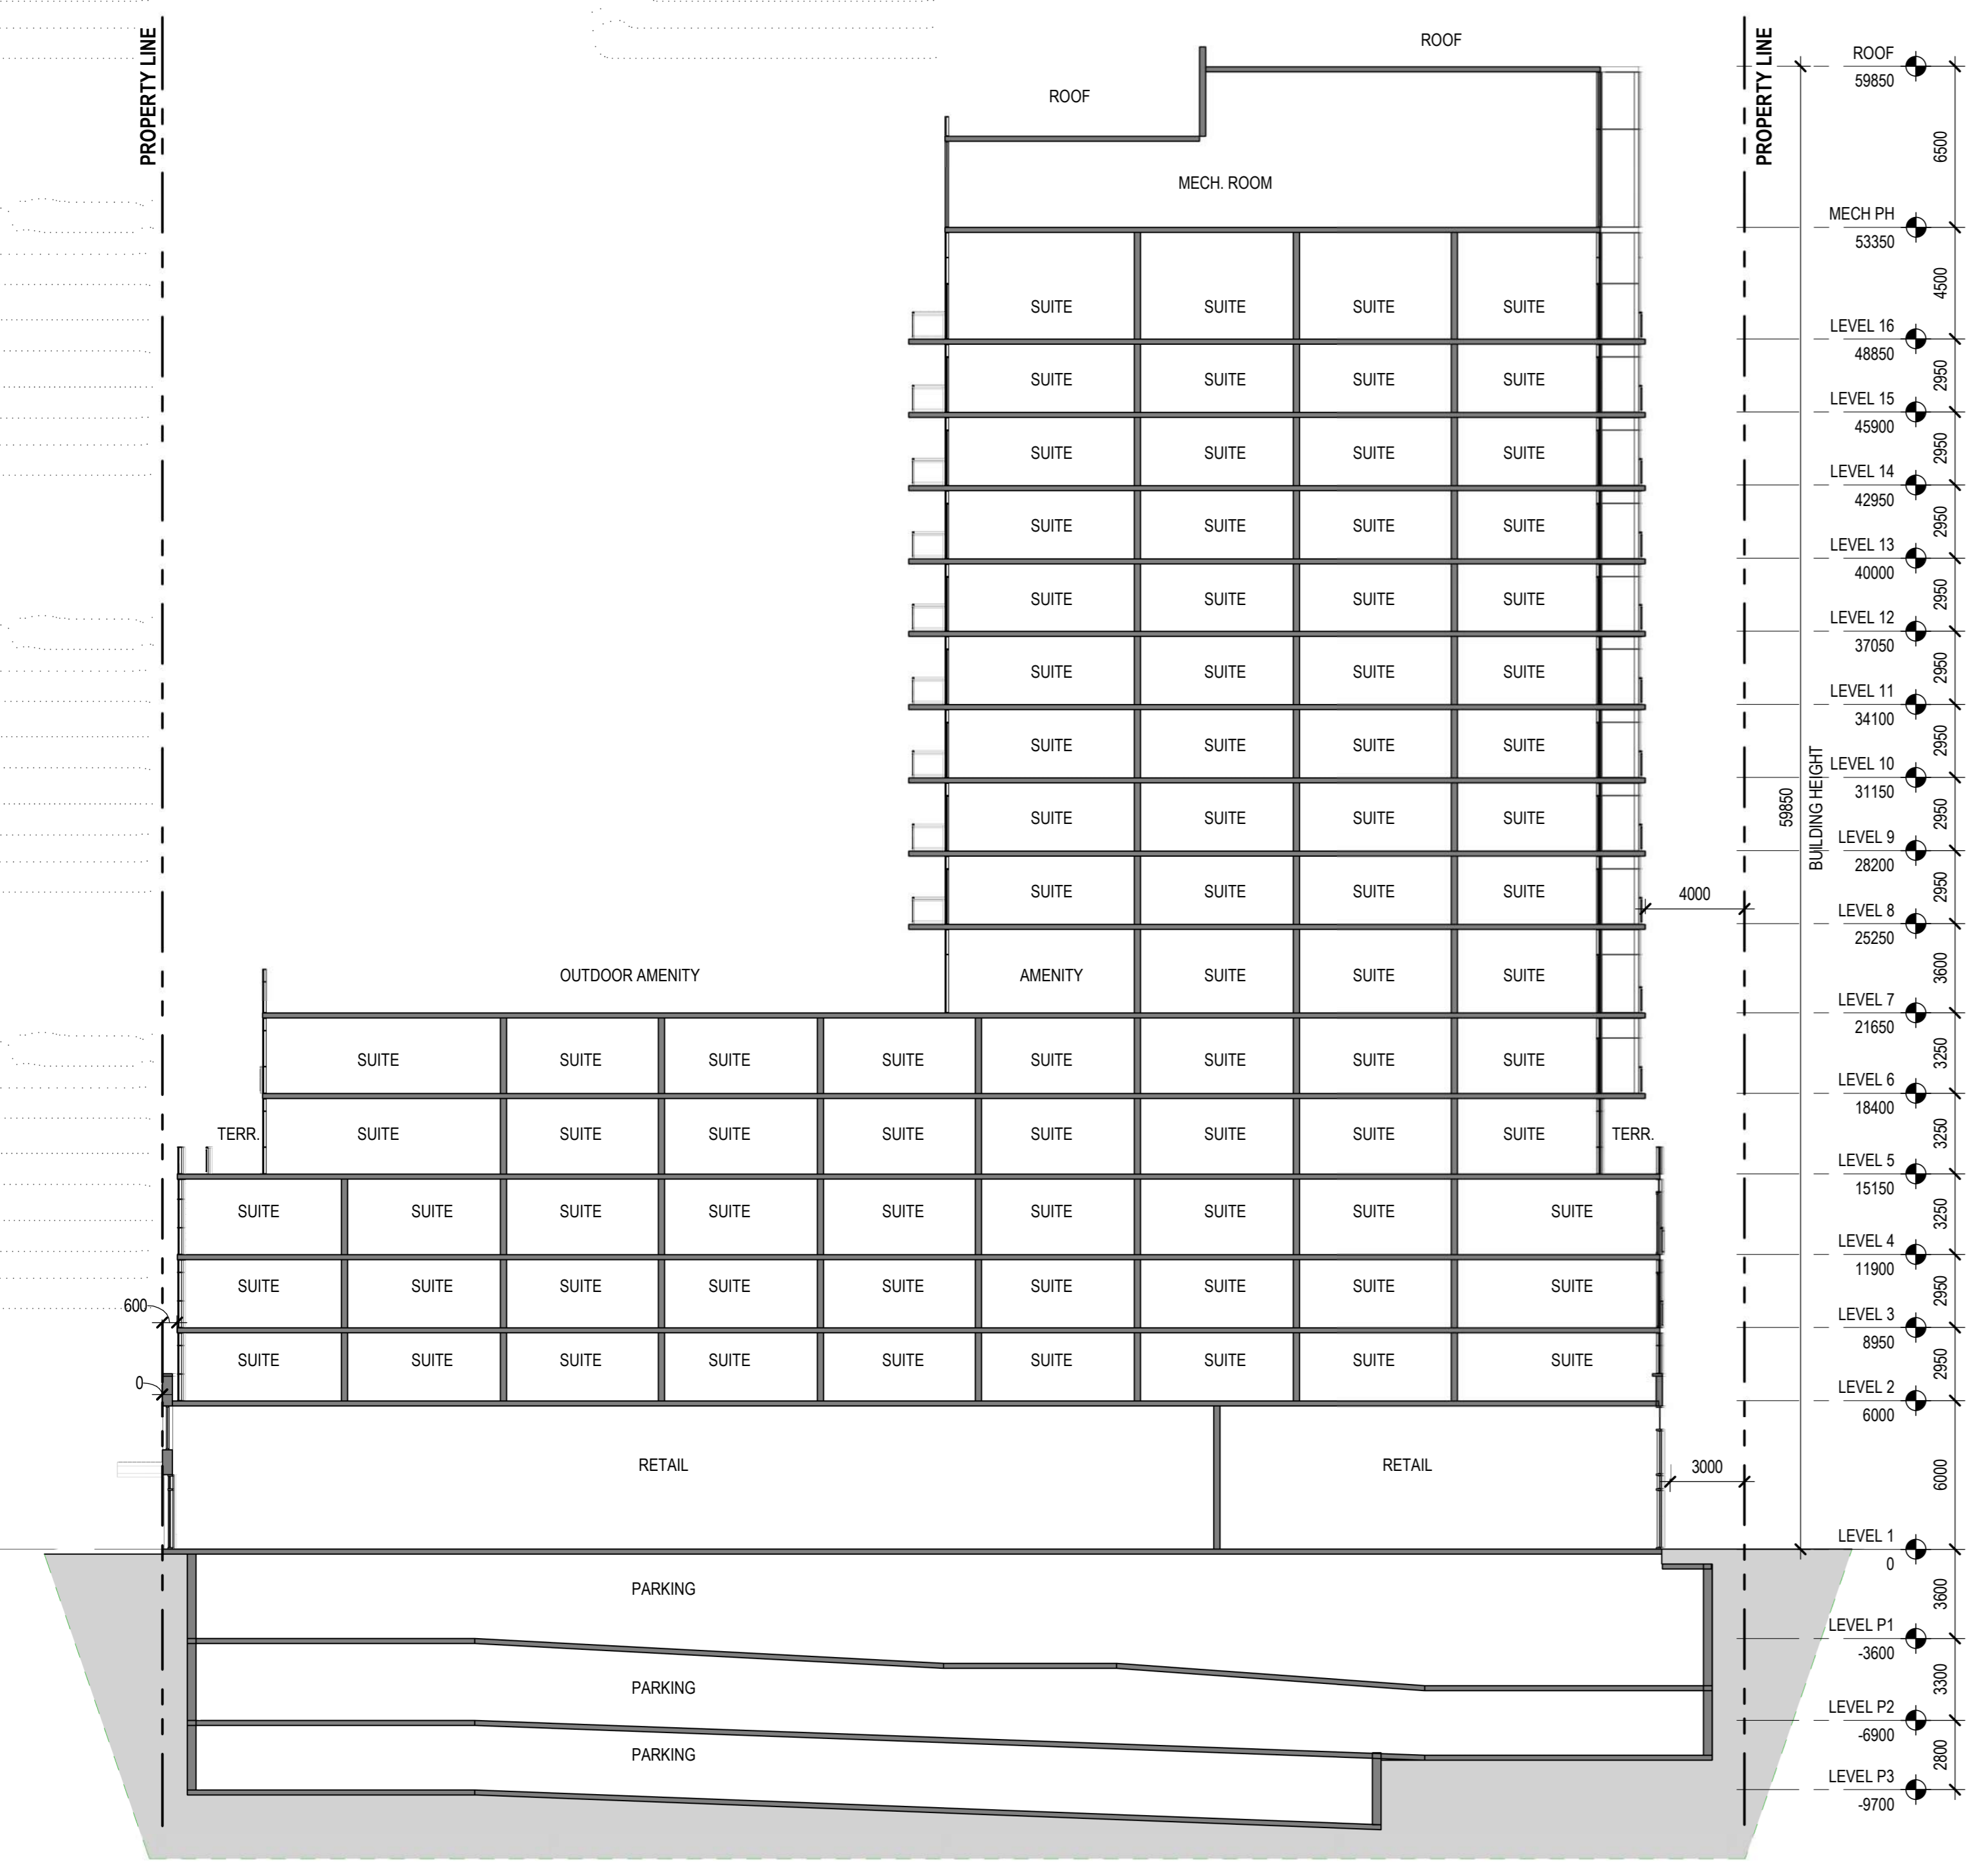 PROPERTY LINE
PROPERTY LINE
ROOF
ROOF
59850
ROOF
6500
MECH. ROOM
MECH PH
53350
4500
SUITE SUITE SUITE SUITE
LEVEL 16
48850
2950
SUITE SUITE SUITE SUITE
LEVEL 15
45900
2950
SUITE SUITE SUITE SUITE
LEVEL 14
42950
2950
SUITE SUITE SUITE SUITE
LEVEL 13
40000
2950
SUITE SUITE SUITE SUITE
LEVEL 12
37050
2950
SUITE SUITE SUITE SUITE
LEVEL 11
34100
2950
SUITE SUITE SUITE SUITE
LEVEL 10
31150
2950
59850
BUILDING HEIGHT
SUITE SUITE SUITE SUITE
LEVEL 9
28200
2950
SUITE SUITE SUITE SUITE
4000
LEVEL 8
25250
3600
OUTDOOR AMENITY AMENITY SUITE SUITE SUITE
LEVEL 7
21650
3250
SUITE SUITE SUITE SUITE SUITE SUITE SUITE SUITE
LEVEL 6
18400
3250
TERR. SUITE SUITE SUITE SUITE SUITE SUITE SUITE SUITE TERR.
LEVEL 5
15150
3250
SUITE SUITE SUITE SUITE SUITE SUITE SUITE SUITE SUITE
LEVEL 4
11900
2950
SUITE SUITE SUITE SUITE SUITE SUITE SUITE SUITE SUITE
600
LEVEL 3
8950
2950
SUITE SUITE SUITE SUITE SUITE SUITE SUITE SUITE SUITE
0
LEVEL 2
6000
6000
RETAIL RETAIL
3000
LEVEL 1
0
3600
PARKING
LEVEL P1
-3600
3300
PARKING
LEVEL P2
-6900
2800
PARKING
LEVEL P3
-9700